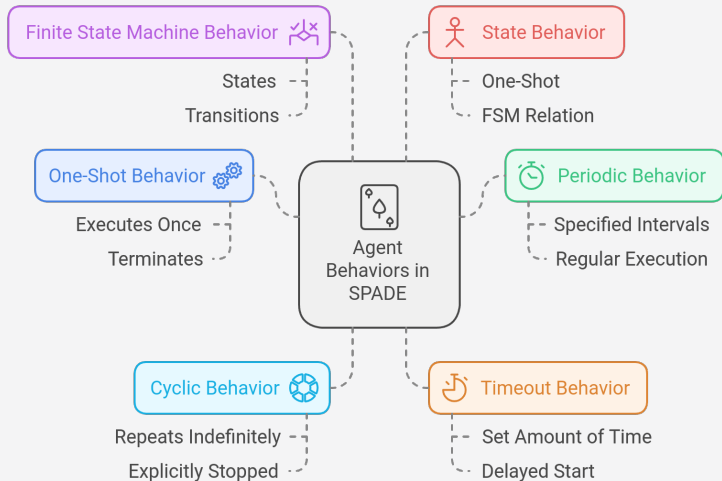 Finite State Machine Behavior
States
Transitions
State Behavior
One-Shot
FSM Relation
One-Shot Behavior
Executes Once
Terminates
Agent
Behaviors in
SPADE
Periodic Behavior
Specified Intervals
Regular Execution
Cyclic Behavior
Repeats Indefinitely
Explicitly Stopped
Timeout Behavior
Set Amount of Time
Delayed Start